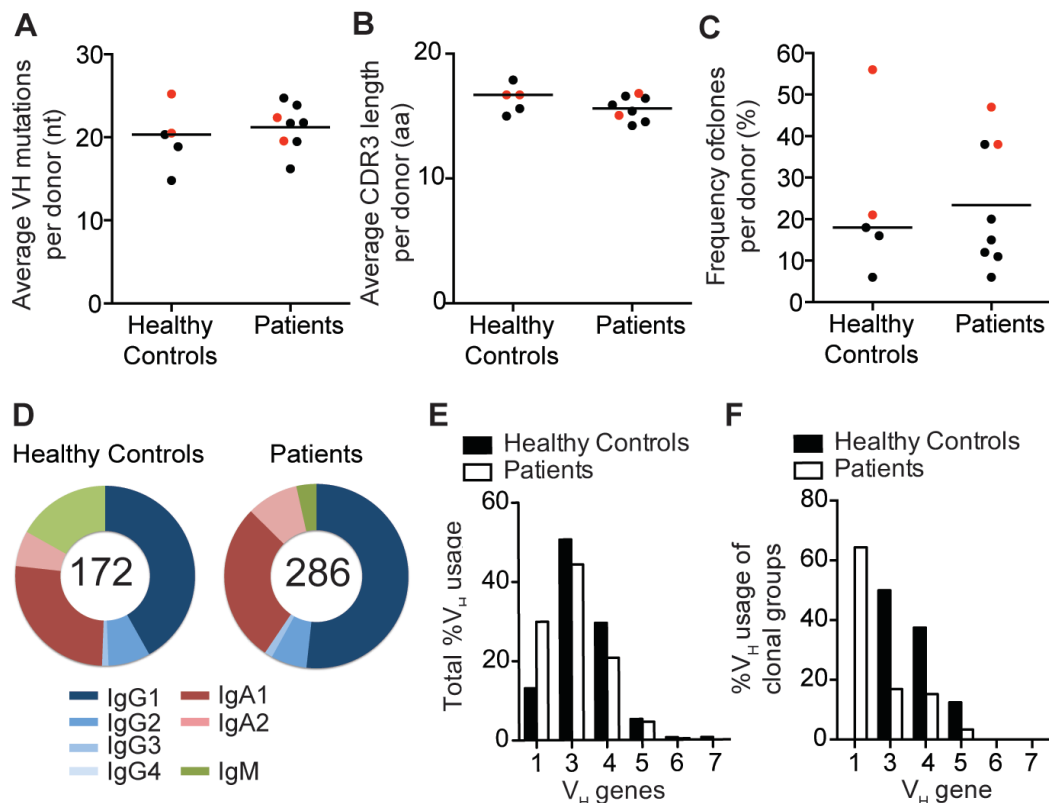 A
Average VH mutations
per donor (nt)
30
20
10
0
Healthy
Controls
Patients
B
Average CDR3 length
per donor (aa)
20
10
0
Healthy
Controls
Patients
C
Frequency ofclones
per donor (%)
60
50
40
30
20
10
0
Healthy
Controls
Patients
D
Healthy Controls
Patients
172
286
IgG1
IgG2
IgG3
IgG4
IgA1
IgA2
IgM
E
Healthy Controls
Patients
Total %VH usage
60
40
20
0
1 3 4 5 6 7
VH genes
F
Healthy Controls
Patients
%VH usage of
clonal groups
80
60
40
20
0
1 3 4 5 6 7
VH gene